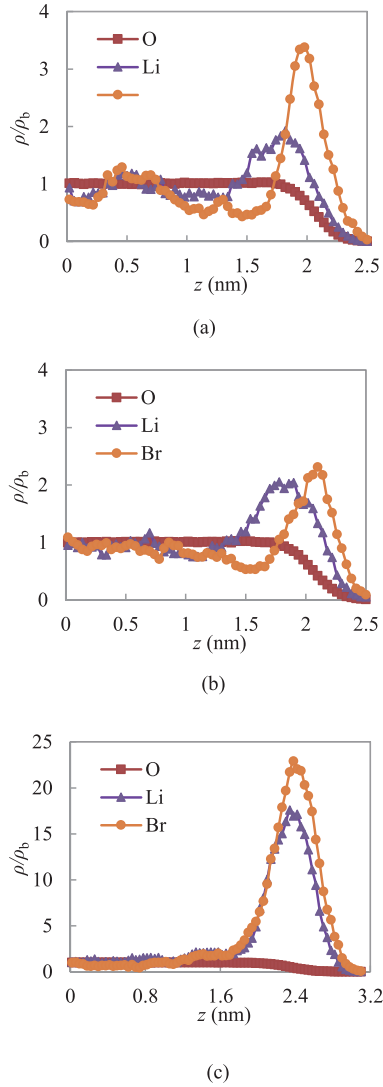 4
3
2
1
0
ρ/ρb
O
Li
0 0.5 1 1.5 2 2.5
z (nm)
(a)
4
3
2
1
0
ρ/ρb
O
Li
Br
0 0.5 1 1.5 2 2.5
z (nm)
(b)
25
20
15
10
5
0
ρ/ρb
O
Li
Br
0 0.8 1.6 2.4 3.2
z (nm)
(c)